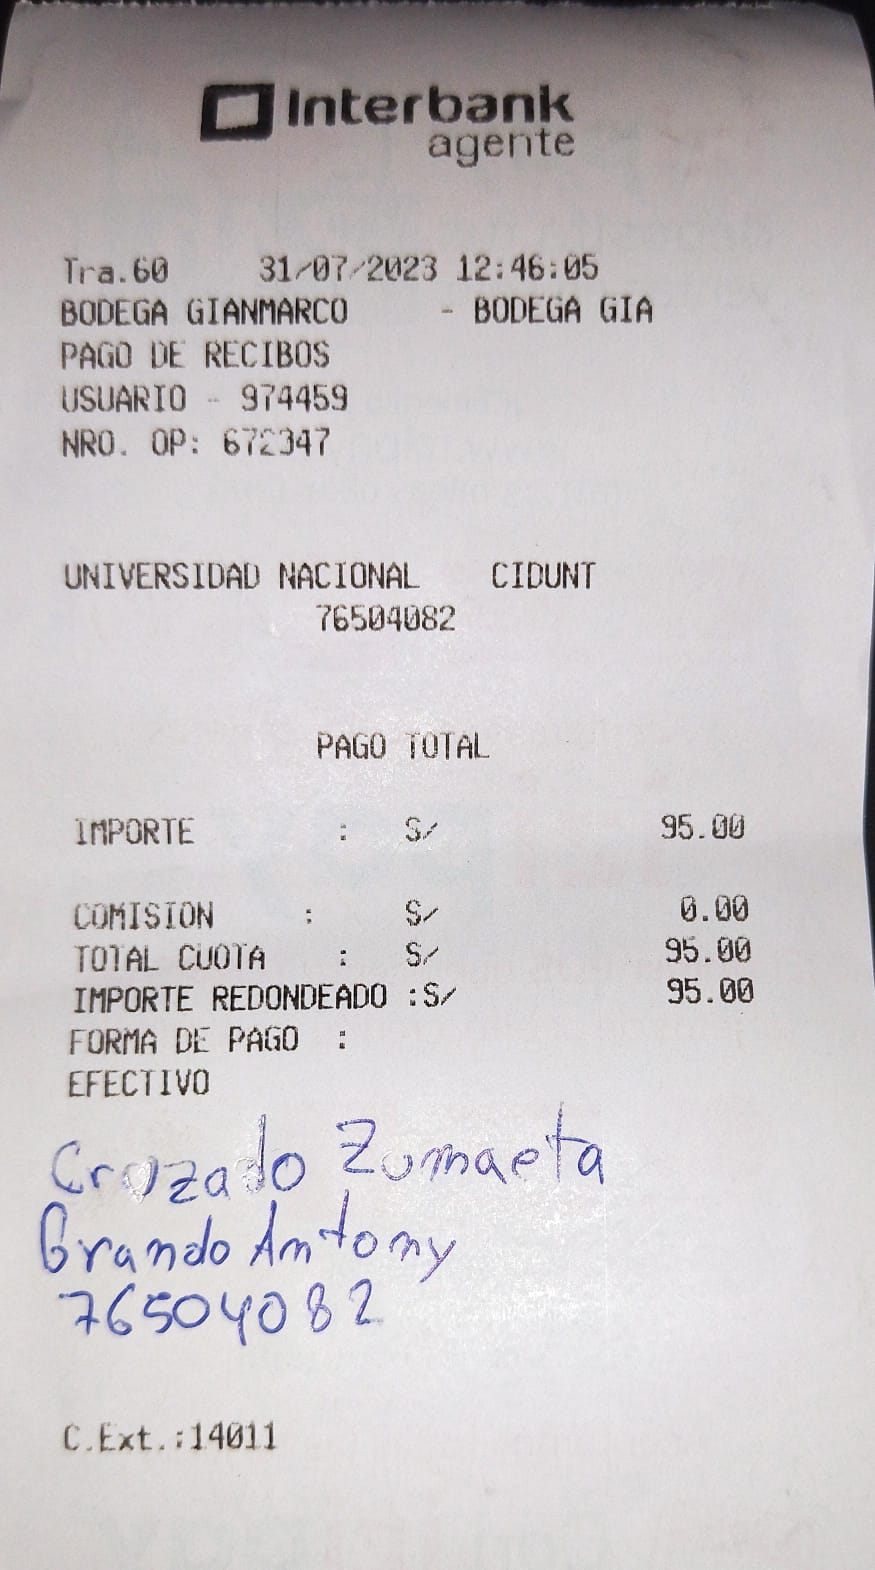 Interbank
agente
Tra.60 31/07/2023 12:46:05
BODEGA GIANMARCO - BODEGA GIA
PAGO DE RECIBOS
USUARIO - 974459
NRO. OP: 672347
UNIVERSIDAD NACIONAL CIDUNT
76504082
PAGO TOTAL
IMPORTE : S/ 95.00
COMISION : S/ 0.00
TOTAL CUOTA : S/ 95.00
IMPORTE REDONDEADO :S/ 95.00
FORMA DE PAGO :
EFECTIVO
Cruzado Zumaeta
Brando Antony
76504082
C.Ext.:14011